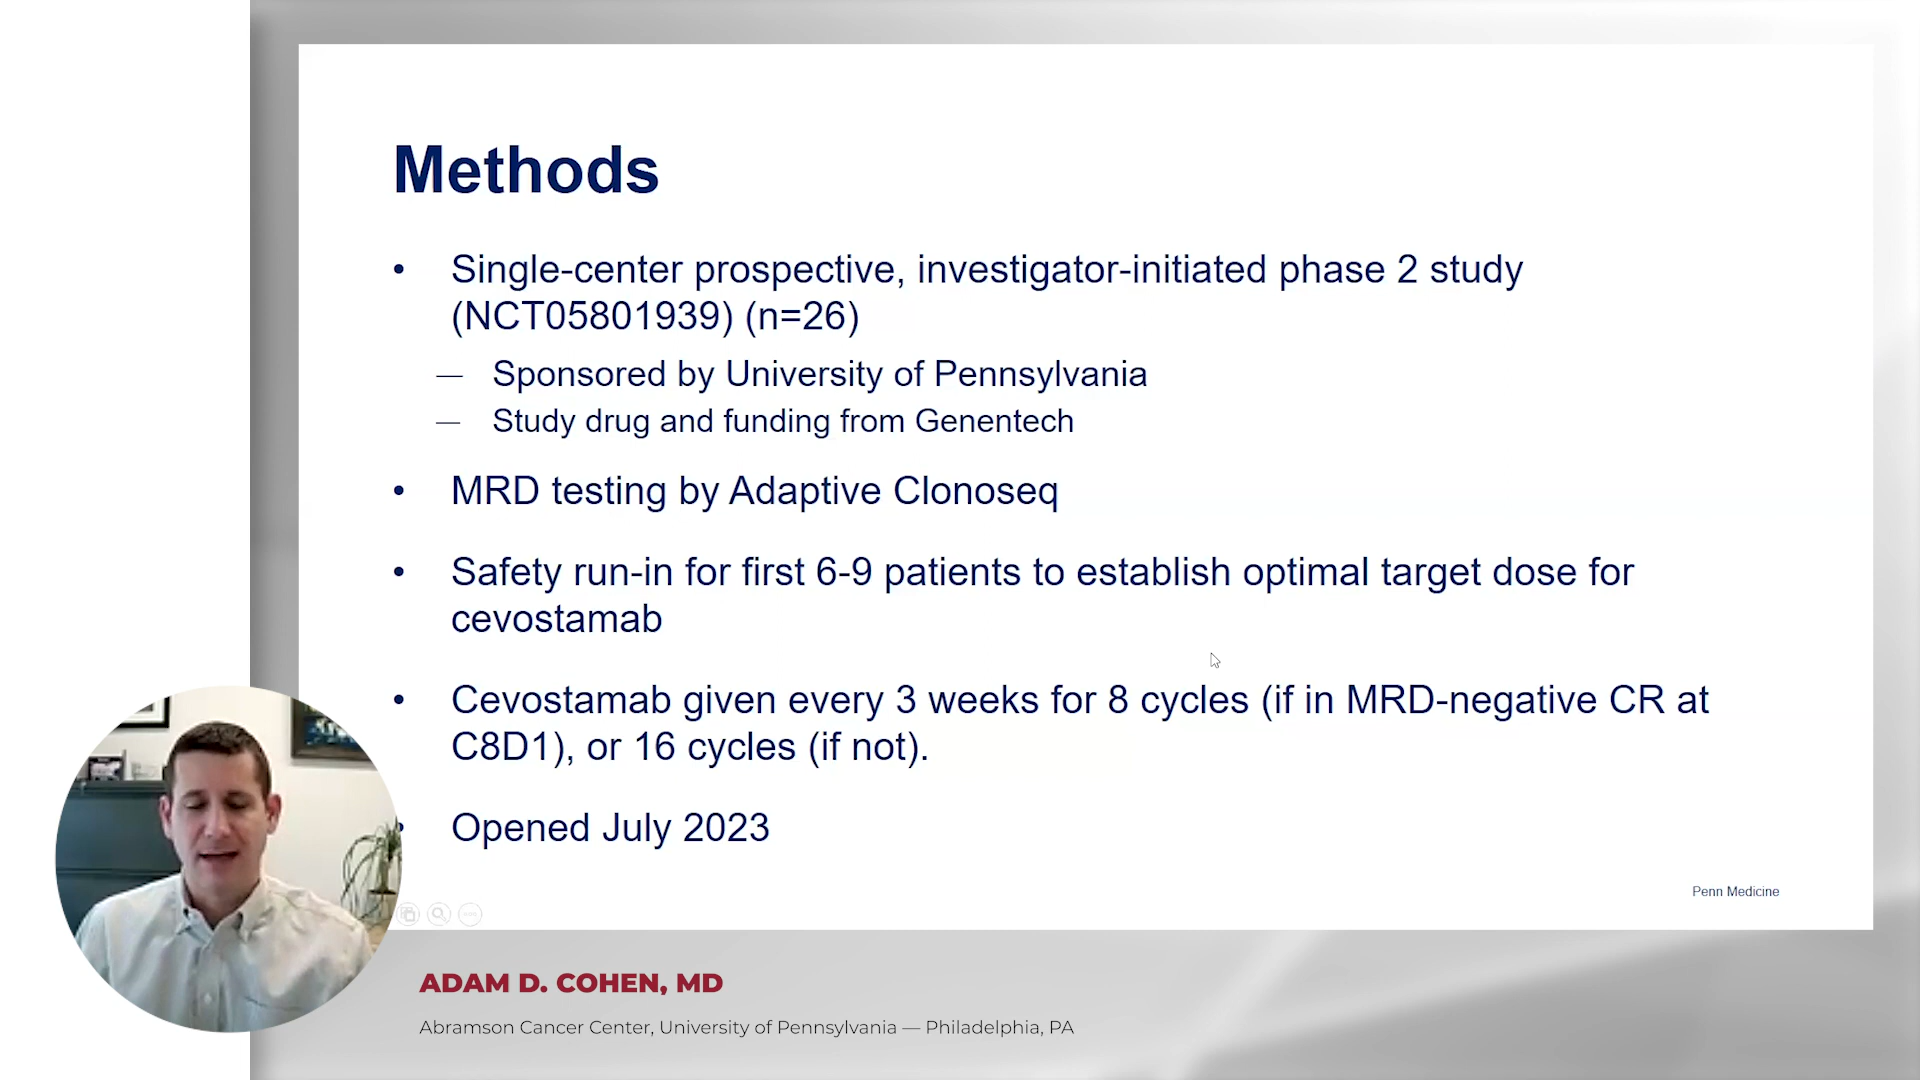 Methods
• Single-center prospective, investigator-initiated phase 2 study
(NCT05801939) (n=26)
— Sponsored by University of Pennsylvania
— Study drug and funding from Genentech
• MRD testing by Adaptive Clonoseq
• Safety run-in for first 6-9 patients to establish optimal target dose for
cevostamab
• Cevostamab given every 3 weeks for 8 cycles (if in MRD-negative CR at
C8D1), or 16 cycles (if not).
• Opened July 2023
Penn Medicine
ADAM D. COHEN, MD
Abramson Cancer Center, University of Pennsylvania — Philadelphia, PA